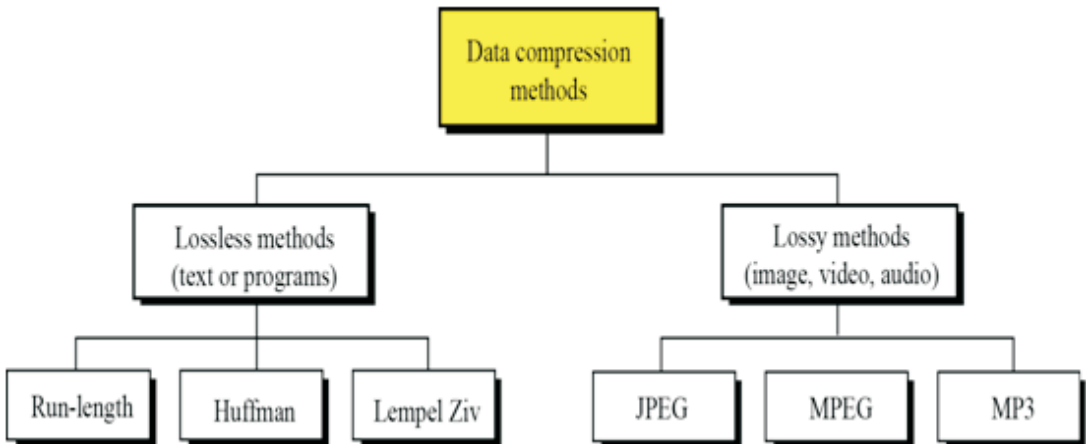 Data compression
methods
Lossless methods
(text or programs)
Lossy methods
(image, video, audio)
Run-length
Huffman
Lempel Ziv
JPEG
MPEG
MP3